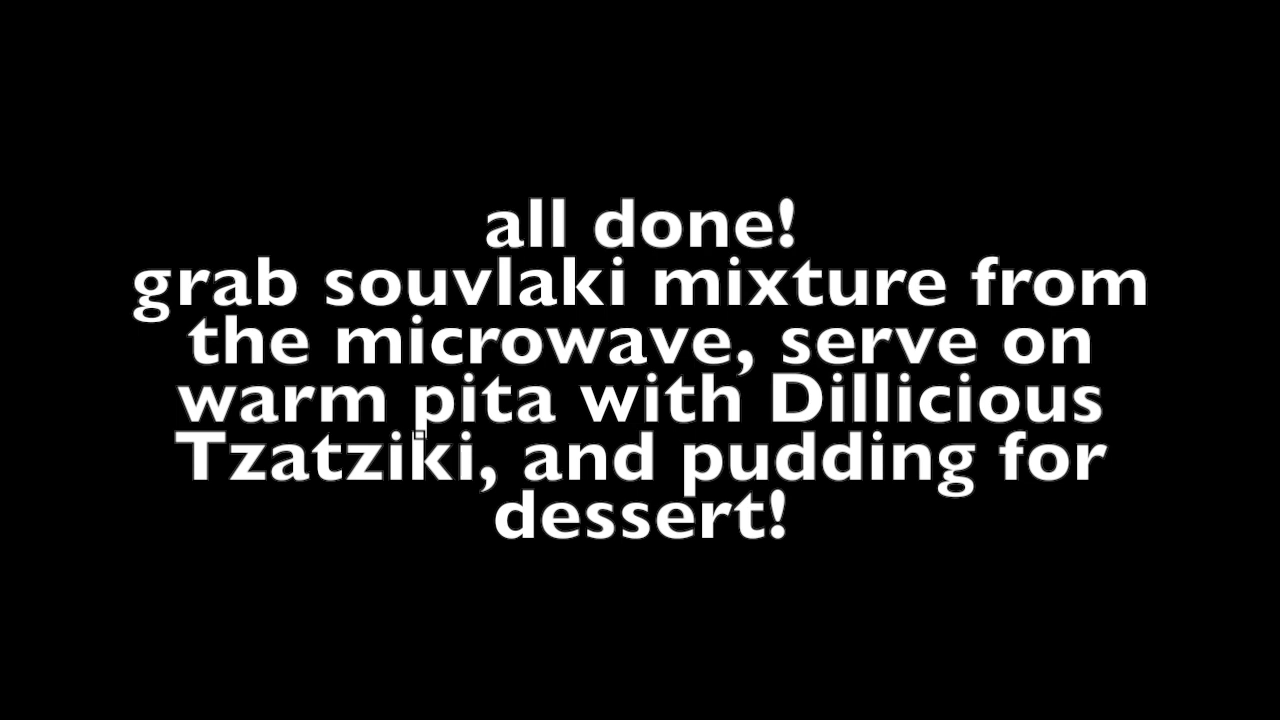 all done!
grab souvlaki mixture from
the microwave, serve on
warm pita with Dillicious
Tzatziki, and pudding for
dessert!